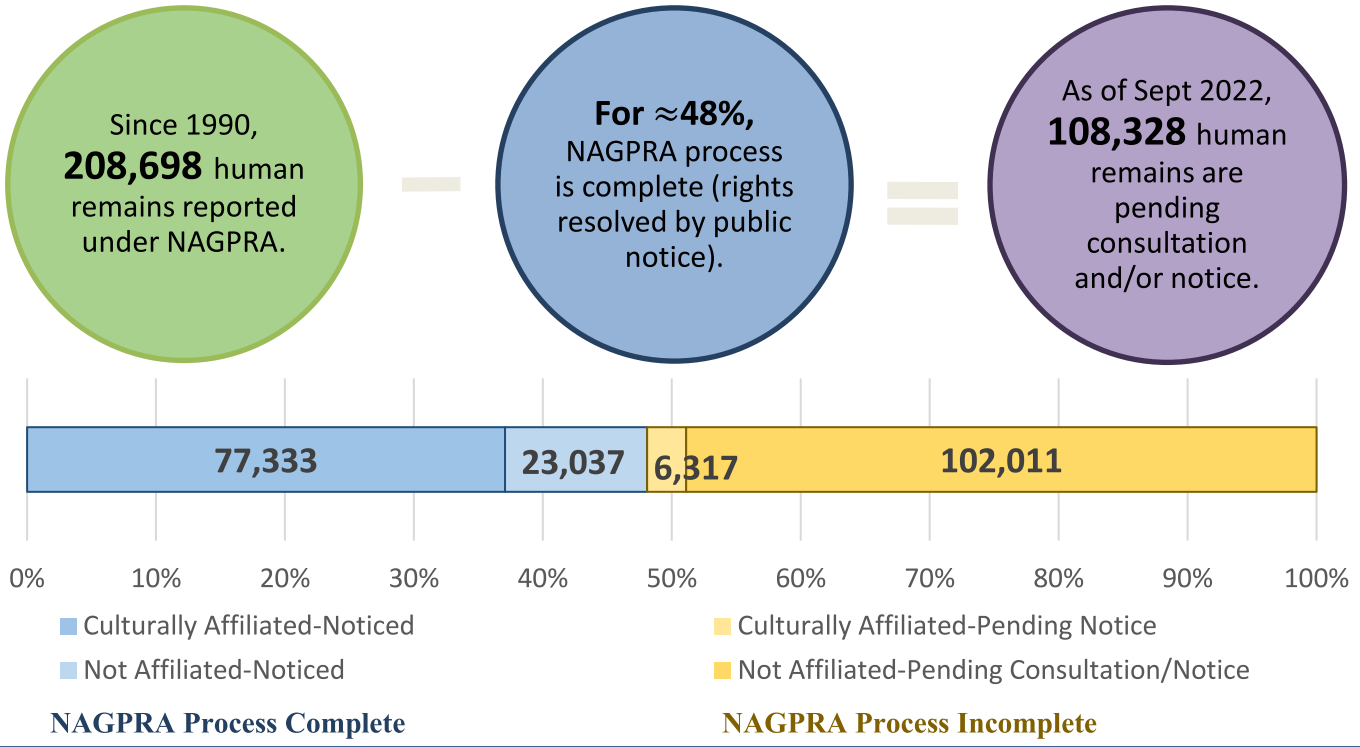 Since 1990,
208,698 human
remains reported
under NAGPRA.
For ≈48%,
NAGPRA process
is complete (rights
resolved by public
notice).
As of Sept 2022,
108,328 human
remains are
pending
consultation
and/or notice.
77,333 23,037 6,317 102,011
0% 10% 20% 30% 40% 50% 60% 70% 80% 90% 100%
Culturally Affiliated-Noticed
Not Affiliated-Noticed
NAGPRA Process Complete
Culturally Affiliated-Pending Notice
Not Affiliated-Pending Consultation/Notice
NAGPRA Process Incomplete